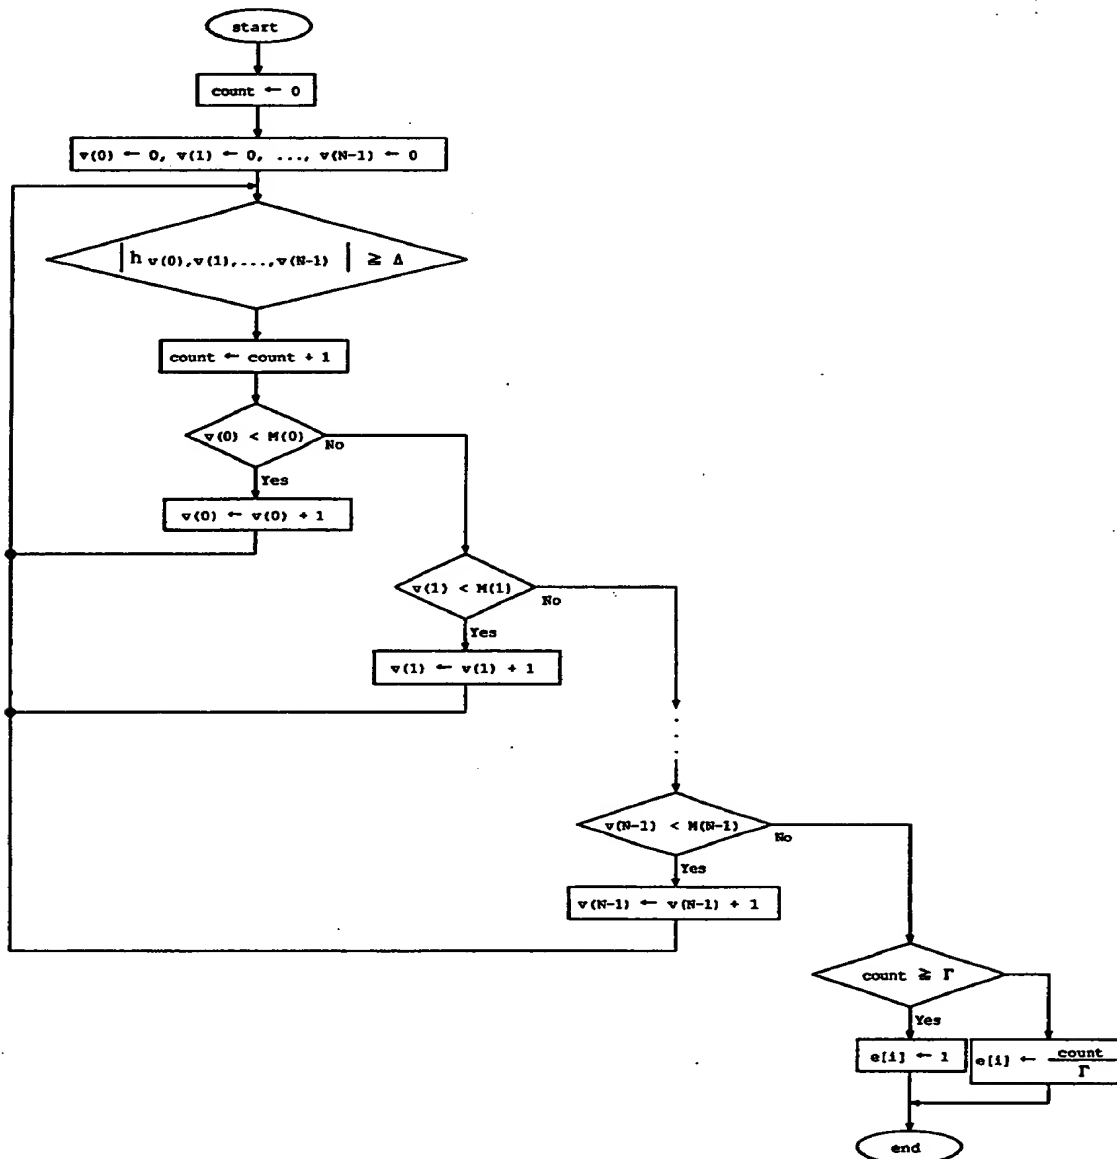 start
count ← 0
v(0) ← 0, v(1) ← 0, ..., v(N-1) ← 0
| h v(0),v(1),...,v(N-1) | ≧ Δ
count ← count + 1
v(0) < M(0)
No
Yes
v(0) ← v(0) + 1
v(1) < M(1)
No
Yes
v(1) ← v(1) + 1
v(N-1) < M(N-1)
No
Yes
v(N-1) ← v(N-1) + 1
count ≧ Γ
Yes
e[i] ← 1
e[i] ← count
Γ
end